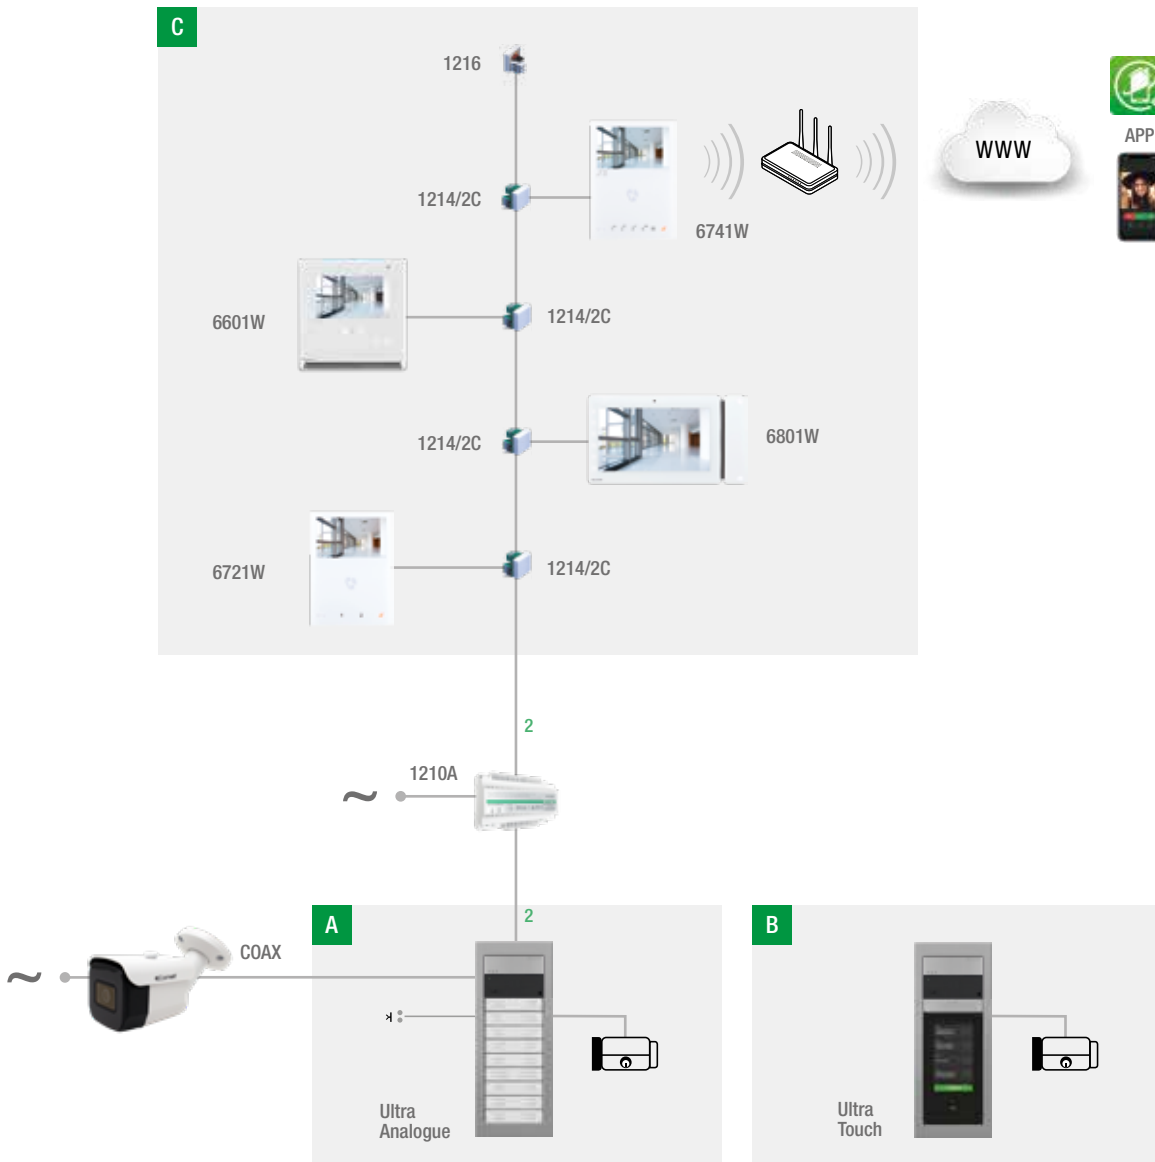 C
1216
APP
WWW
1214/2C
6741W
6601W
1214/2C
1214/2C
6801W
6721W
1214/2C
2
1210A
~
A
2
B
COAX
~
Ultra
Analogue
Ultra
Touch